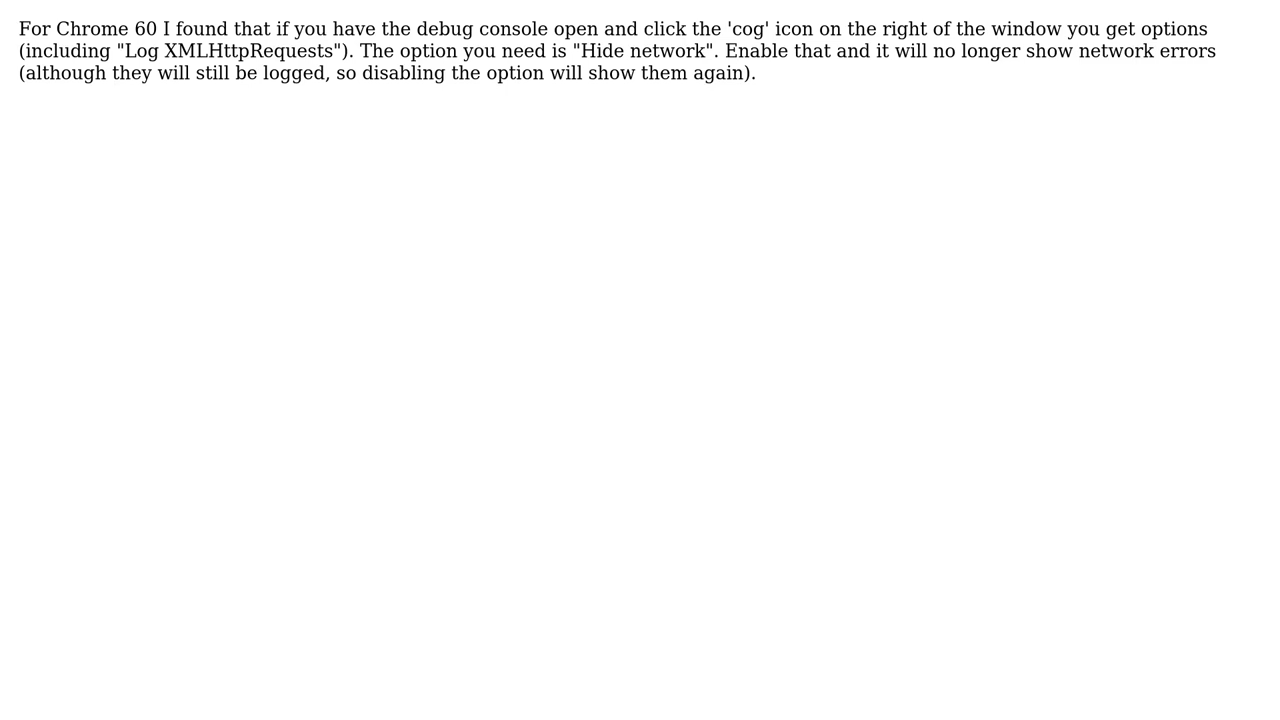 For Chrome 60 I found that if you have the debug console open and click the 'cog' icon on the right of the window you get options
(including "Log XMLHttpRequests"). The option you need is "Hide network". Enable that and it will no longer show network errors
(although they will still be logged, so disabling the option will show them again).